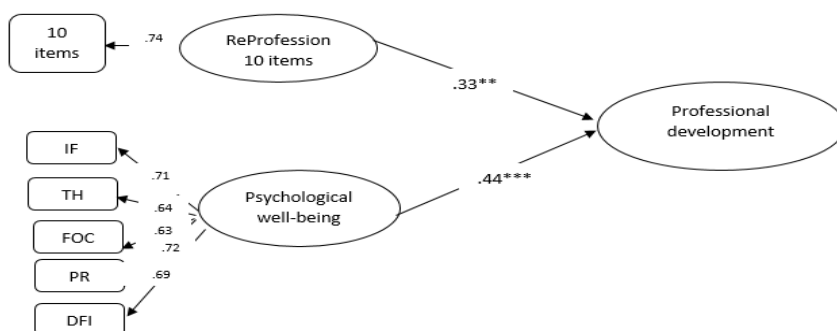 10
items
.74
ReProfession
10 items
.33**
Professional
development
IF
.71
TH
.64
Psychological
well-being
.44***
FOC
.63
.72
PR
.69
DFI